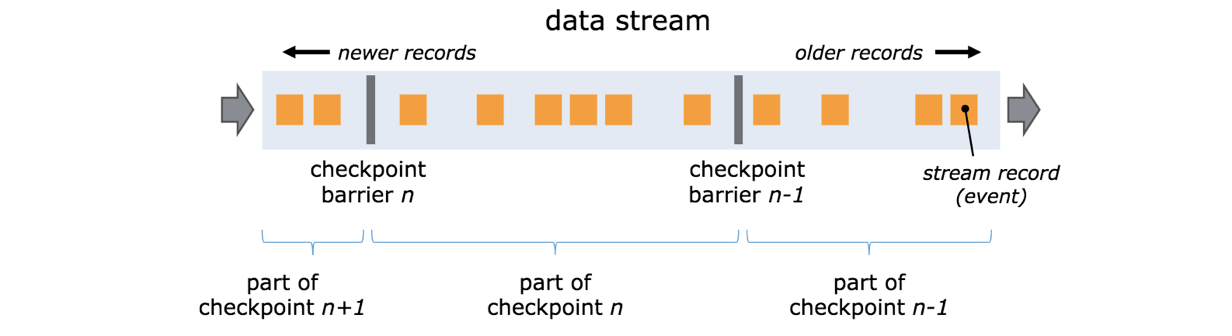 data stream
newer records
older records
checkpoint
barrier n
checkpoint
barrier n-1
stream record
(event)
part of
checkpoint n+1
part of
checkpoint n
part of
checkpoint n-1